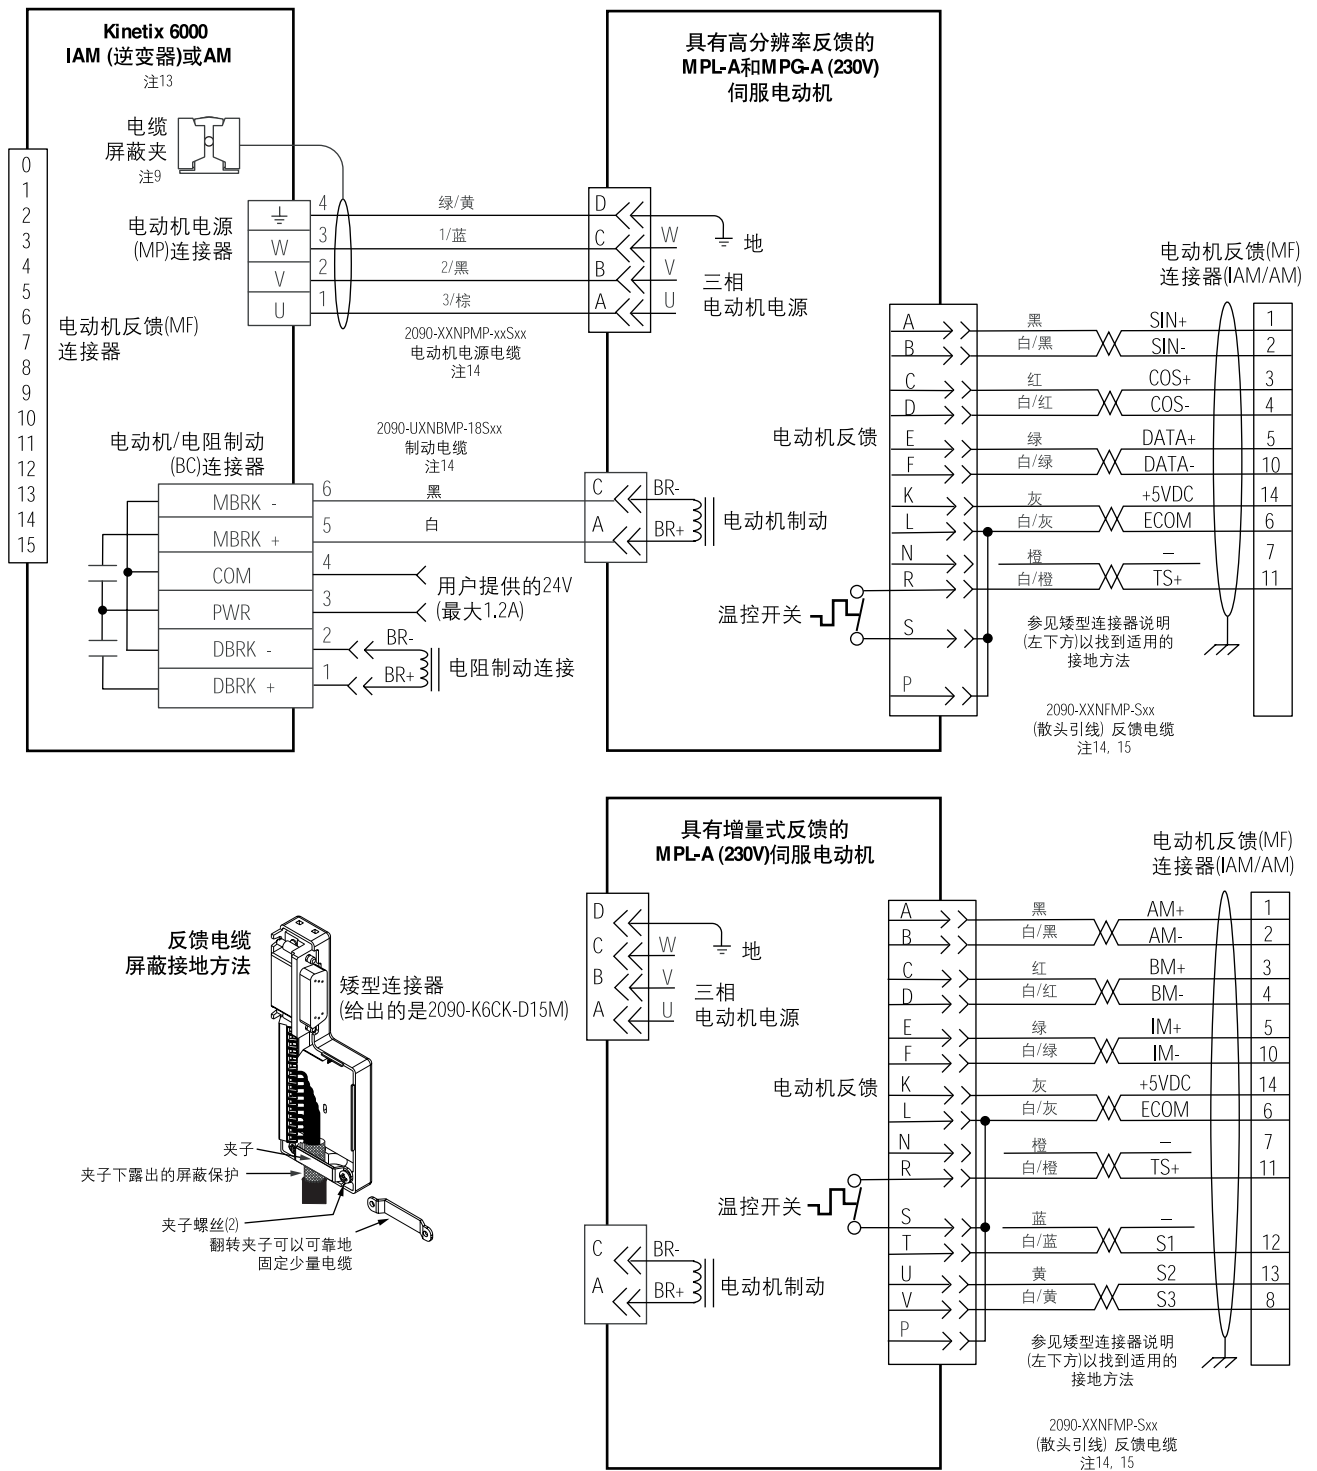 Kinetix 6000
IAM (逆变器)或AM
注13
电缆
屏蔽夹
注9
0
1
2
3
4
5
6
7
8
9
10
11
12
13
14
15
电动机电源
(MP)连接器
W
V
U
4
3
2
1
绿/黄
1/蓝
2/黑
3/棕
2090-XXNPMP-xxSxx
电动机电源电缆
注14
电动机反馈(MF)
连接器
电动机/电阻制动
(BC)连接器
2090-UXNBMP-18Sxx
制动电缆
注14
MBRK -
MBRK +
COM
PWR
DBRK -
DBRK +
6
5
4
3
2
1
黑
白
用户提供的24V
(最大1.2A)
BR-
BR+
电阻制动连接
具有高分辨率反馈的
MPL-A和MPG-A (230V)
伺服电动机
D
C
B
A
W
V
U
地
三相
电动机电源
C
A
BR-
BR+
电动机制动
电动机反馈
温控开关
A
B
C
D
E
F
K
L
N
R
S
P
电动机反馈(MF)
连接器(IAM/AM)
黑 SIN+ 1
白/黑 SIN- 2
红 COS+ 3
白/红 COS- 4
绿 DATA+ 5
白/绿 DATA- 10
灰 +5VDC 14
白/灰 ECOM 6
橙 – 7
白/橙 TS+ 11
参见矮型连接器说明
(左下方)以找到适用的
接地方法
2090-XXNFMP-Sxx
(散头引线) 反馈电缆
注14, 15
具有增量式反馈的
MPL-A (230V)伺服电动机
D
C
B
A
W
V
U
地
三相
电动机电源
电动机反馈
温控开关
C
A
BR-
BR+
电动机制动
A
B
C
D
E
F
K
L
N
R
S
T
U
V
P
电动机反馈(MF)
连接器(IAM/AM)
黑 AM+ 1
白/黑 AM- 2
红 BM+ 3
白/红 BM- 4
绿 IM+ 5
白/绿 IM- 10
灰 +5VDC 14
白/灰 ECOM 6
橙 – 7
白/橙 TS+ 11
蓝 –
白/蓝 S1 12
黄 S2 13
白/黄 S3 8
参见矮型连接器说明
(左下方)以找到适用的
接地方法
2090-XXNFMP-Sxx
(散头引线) 反馈电缆
注14, 15
反馈电缆
屏蔽接地方法
矮型连接器
(给出的是2090-K6CK-D15M)
夹子
夹子下露出的屏蔽保护
夹子螺丝(2)
翻转夹子可以可靠地
固定少量电缆